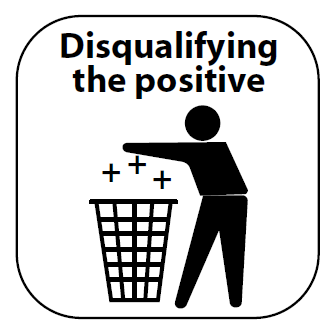 Disqualifying
the positive
+ + +